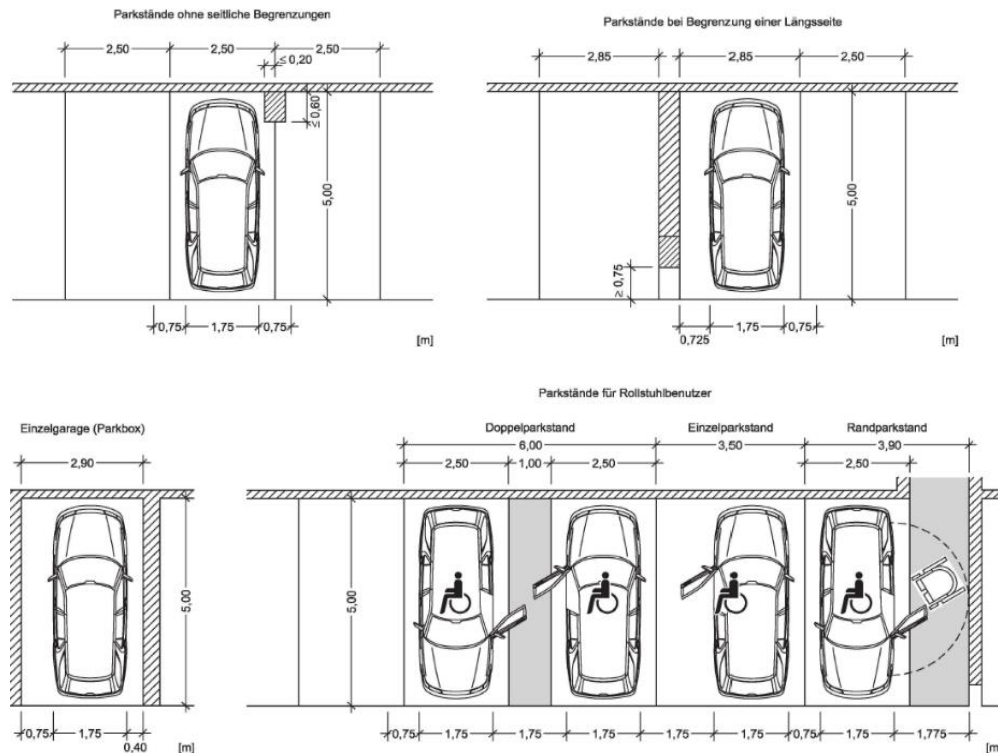 Parkstände ohne seitliche Begrenzungen
2,50 2,50 2,50
≤ 0,20
≤ 0,60
5,00
0,75 1,75 0,75
[m]
Parkstände bei Begrenzung einer Längsseite
2,85 2,85 2,50
5,00
≥ 0,75
0,725 1,75 0,75
[m]
Einzelgarage (Parkbox)
2,90
5,00
0,75 1,75
0,40 [m]
Parkstände für Rollstuhlbenutzer
Doppelparkstand Einzelparkstand Randparkstand
6,00 3,50 3,90
2,50 1,00 2,50 2,50
5,00
0,75 1,75 1,75 1,75 1,75 0,75 1,75 1,775
[m]